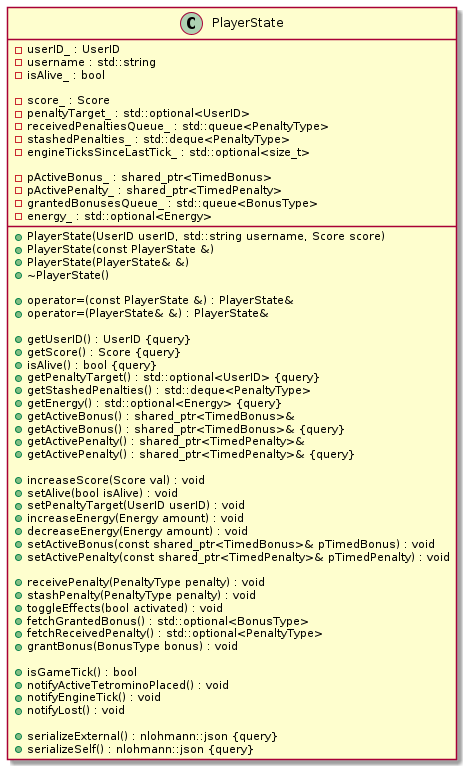 C PlayerState
userID_ : UserID
username : std::string
isAlive_ : bool
score_ : Score
penaltyTarget_ : std::optional<UserID>
receivedPenaltiesQueue_ : std::queue<PenaltyType>
stashedPenalties_ : std::deque<PenaltyType>
engineTicksSinceLastTick_ : std::optional<size_t>
pActiveBonus_ : shared_ptr<TimedBonus>
pActivePenalty_ : shared_ptr<TimedPenalty>
grantedBonusesQueue_ : std::queue<BonusType>
energy_ : std::optional<Energy>
PlayerState(UserID userID, std::string username, Score score)
PlayerState(const PlayerState &)
PlayerState(PlayerState& &)
~PlayerState()
operator=(const PlayerState &) : PlayerState&
operator=(PlayerState& &) : PlayerState&
getUserID() : UserID {query}
getScore() : Score {query}
isAlive() : bool {query}
getPenaltyTarget() : std::optional<UserID> {query}
getStashedPenalties() : std::deque<PenaltyType>
getEnergy() : std::optional<Energy> {query}
getActiveBonus() : shared_ptr<TimedBonus>&
getActiveBonus() : shared_ptr<TimedBonus>& {query}
getActivePenalty() : shared_ptr<TimedPenalty>&
getActivePenalty() : shared_ptr<TimedPenalty>& {query}
increaseScore(Score val) : void
setAlive(bool isAlive) : void
setPenaltyTarget(UserID userID) : void
increaseEnergy(Energy amount) : void
decreaseEnergy(Energy amount) : void
setActiveBonus(const shared_ptr<TimedBonus>& pTimedBonus) : void
setActivePenalty(const shared_ptr<TimedPenalty>& pTimedPenalty) : void
receivePenalty(PenaltyType penalty) : void
stashPenalty(PenaltyType penalty) : void
toggleEffects(bool activated) : void
fetchGrantedBonus() : std::optional<BonusType>
fetchReceivedPenalty() : std::optional<PenaltyType>
grantBonus(BonusType bonus) : void
isGameTick() : bool
notifyActiveTetrominoPlaced() : void
notifyEngineTick() : void
notifyLost() : void
serializeExternal() : nlohmann::json {query}
serializeSelf() : nlohmann::json {query}